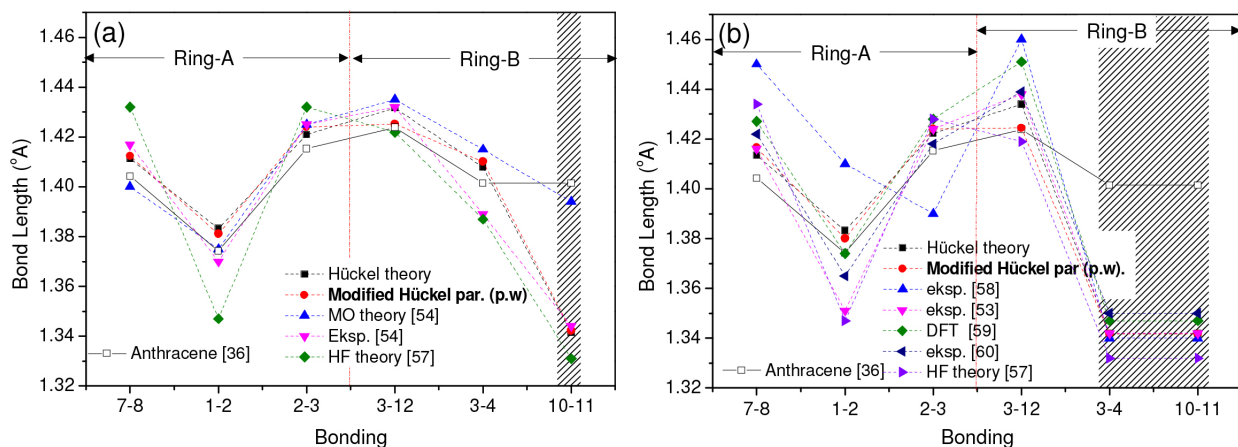 (a)
Ring-A
Ring-B
1.46
1.44
1.42
1.40
1.38
1.36
1.34
1.32
Bond Length (°A)
Hückel theory
Modified Hückel par. (p.w)
MO theory [54]
Eksp. [54]
HF theory [57]
Anthracene [36]
7-8
1-2
2-3
3-12
3-4
10-11
Bonding
(b)
Ring-A
Ring-B
1.46
1.44
1.42
1.40
1.38
1.36
1.34
1.32
Bond Length (°A)
Hückel theory
Modified Hückel par (p.w).
eksp. [58]
eksp. [53]
DFT [59]
eksp. [60]
HF theory [57]
Anthracene [36]
7-8
1-2
2-3
3-12
3-4
10-11
Bonding